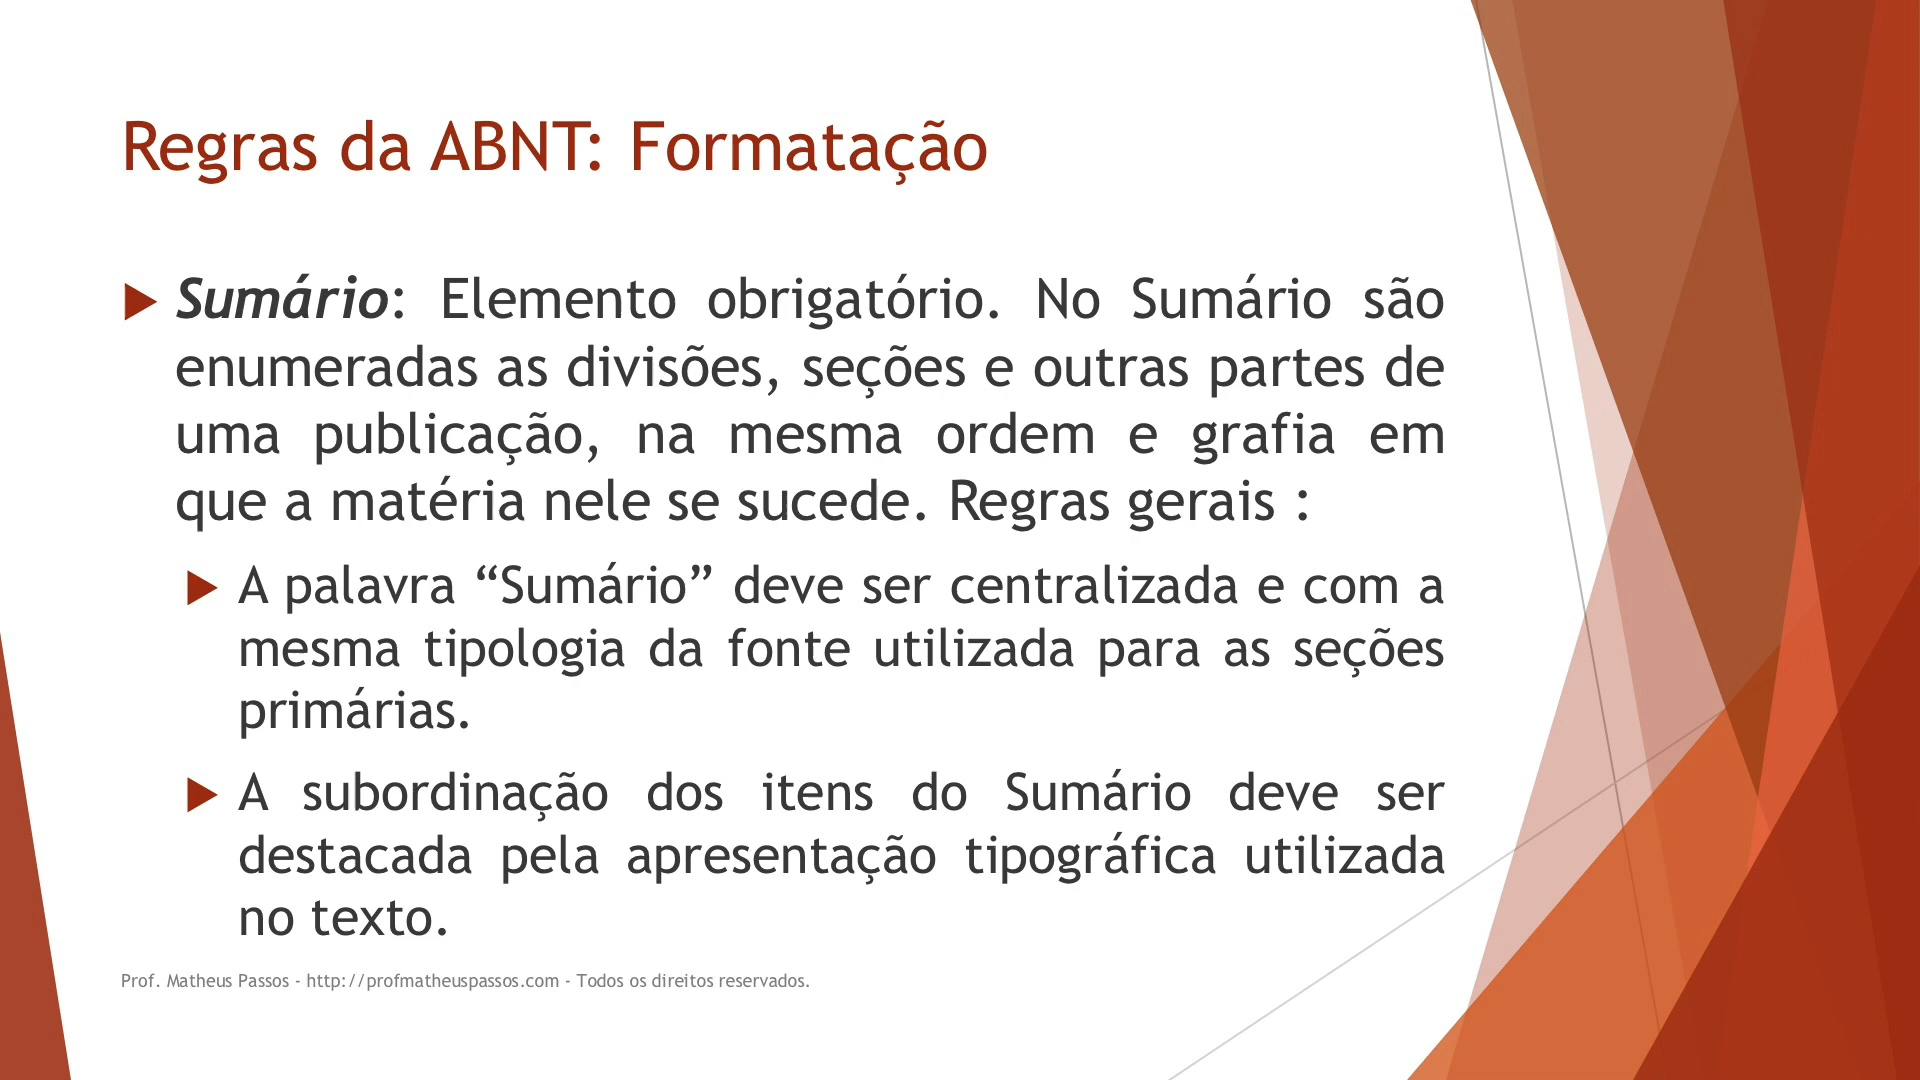 Regras da ABNT: Formatação
Sumário: Elemento obrigatório. No Sumário são
enumeradas as divisões, seções e outras partes de
uma publicação, na mesma ordem e grafia em
que a matéria nele se sucede. Regras gerais :
A palavra “Sumário” deve ser centralizada e com a
mesma tipologia da fonte utilizada para as seções
primárias.
A subordinação dos itens do Sumário deve ser
destacada pela apresentação tipográfica utilizada
no texto.
Prof. Matheus Passos - http://profmatheuspassos.com - Todos os direitos reservados.